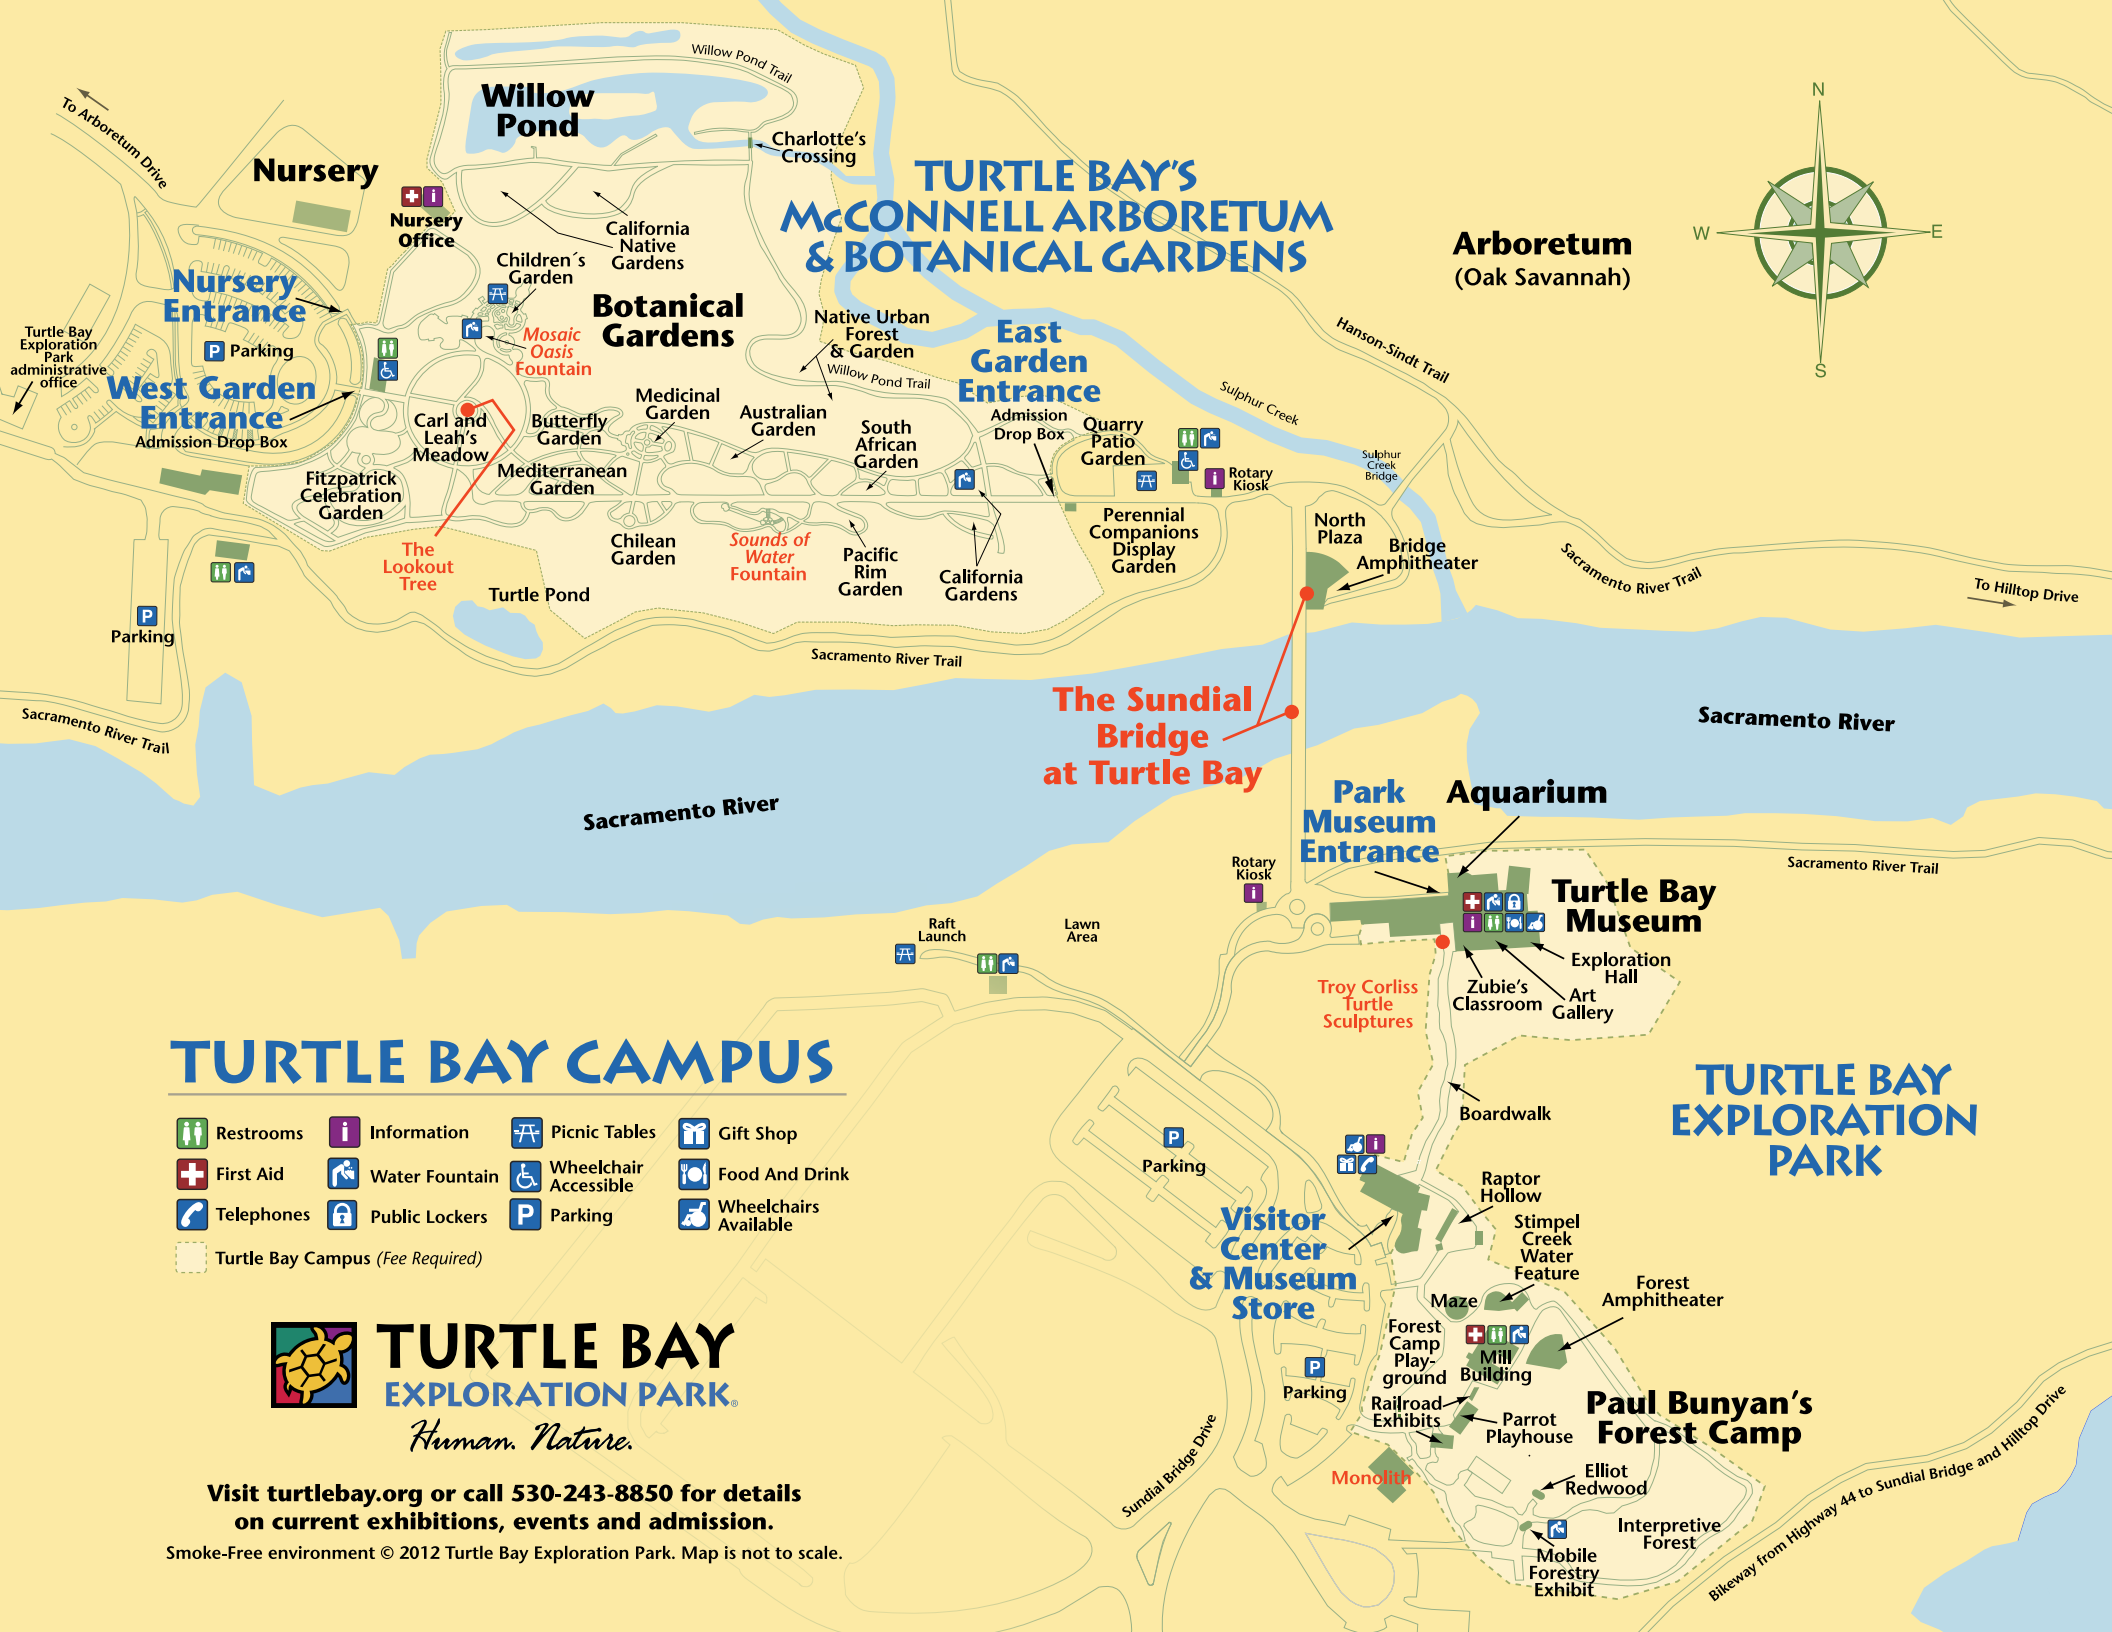 Willow Pond Trail
Willow
Pond
To Arboretum Drive
Charlotte's
Crossing
Nursery
Nursery
Office
California
Native
Gardens
TURTLE BAY'S
McCONNELL ARBORETUM
& BOTANICAL GARDENS
Arboretum
(Oak Savannah)
N
W
E
S
Children´s
Garden
Nursery
Entrance
Botanical
Gardens
Mosaic
Oasis
Fountain
Native Urban
Forest
& Garden
Willow Pond Trail
East
Garden
Entrance
Admission
Drop Box
Hanson-Sindt Trail
Turtle Bay
Exploration
Park
administrative
office
P
Parking
West Garden
Entrance
Admission Drop Box
Carl and
Leah's
Meadow
Butterfly
Garden
Medicinal
Garden
Australian
Garden
South
African
Garden
Quarry
Patio
Garden
Sulphur Creek
Sulphur
Creek
Bridge
i
Rotary
Kiosk
Fitzpatrick
Celebration
Garden
Mediterranean
Garden
The
Lookout
Tree
Chilean
Garden
Sounds of
Water
Fountain
Pacific
Rim
Garden
California
Gardens
Perennial
Companions
Display
Garden
North
Plaza
Bridge
Amphitheater
Sacramento River Trail
To Hilltop Drive
Turtle Pond
P
Parking
Sacramento River Trail
Sacramento River Trail
The Sundial
Bridge
at Turtle Bay
Sacramento River
Sacramento River
Park
Museum
Entrance
Aquarium
Sacramento River Trail
Rotary
Kiosk
i
Turtle Bay
Museum
i
Raft
Launch
Lawn
Area
Exploration
Hall
Zubie's
Classroom
Art
Gallery
Troy Corliss
Turtle
Sculptures
TURTLE BAY
EXPLORATION
PARK
Boardwalk
P
Parking
i
Raptor
Hollow
Visitor
Center
& Museum
Store
Stimpel
Creek
Water
Feature
Forest
Amphitheater
Maze
Forest
Camp
Play-
ground
Mill
Building
P
Parking
Railroad
Exhibits
Parrot
Playhouse
Paul Bunyan's
Forest Camp
Monolith
Elliot
Redwood
Interpretive
Forest
Mobile
Forestry
Exhibit
Sundial Bridge Drive
Bikeway from Highway 44 to Sundial Bridge and Hilltop Drive
TURTLE BAY CAMPUS
Restrooms
i Information
Picnic Tables
Gift Shop
First Aid
Water Fountain
Wheelchair
Accessible
Food And Drink
Telephones
Public Lockers
P Parking
Wheelchairs
Available
Turtle Bay Campus (Fee Required)
TURTLE BAY
EXPLORATION PARK®
Human. Nature.
Visit turtlebay.org or call 530-243-8850 for details
on current exhibitions, events and admission.
Smoke-Free environment © 2012 Turtle Bay Exploration Park. Map is not to scale.